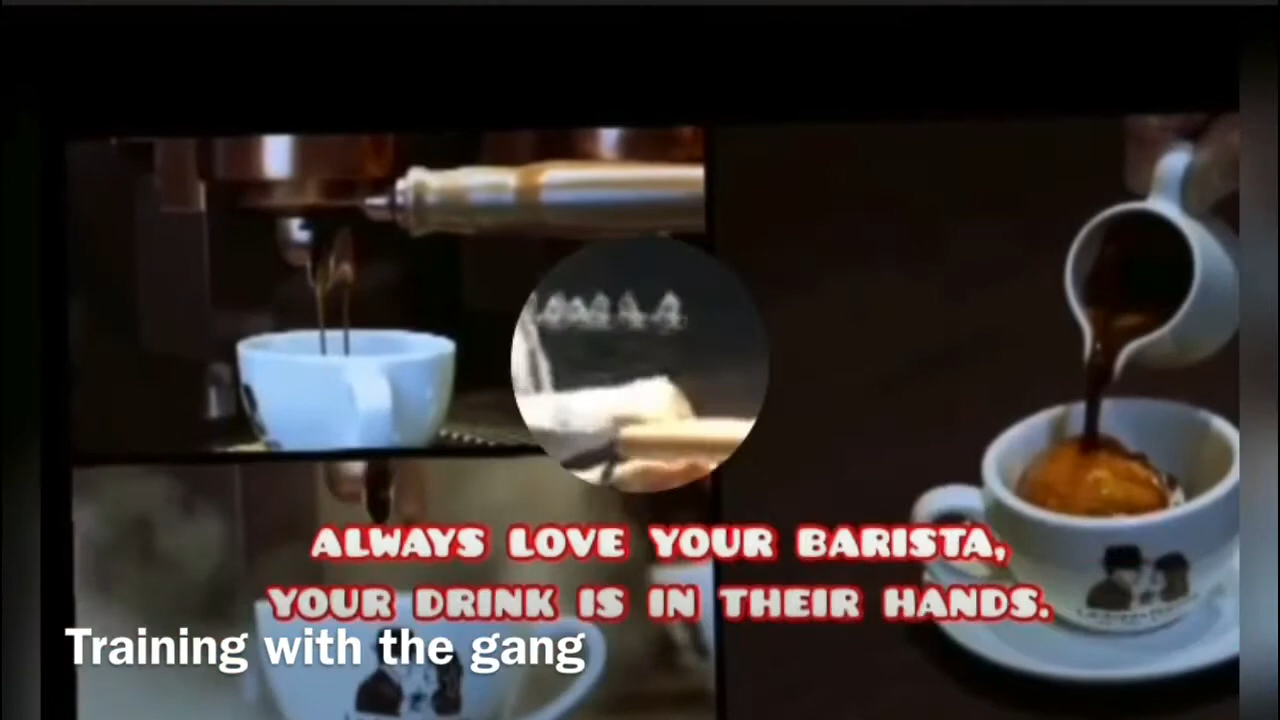 ALWAYS LOVE YOUR BARISTA,
YOUR DRINK IS IN THEIR HANDS.
Training with the gang